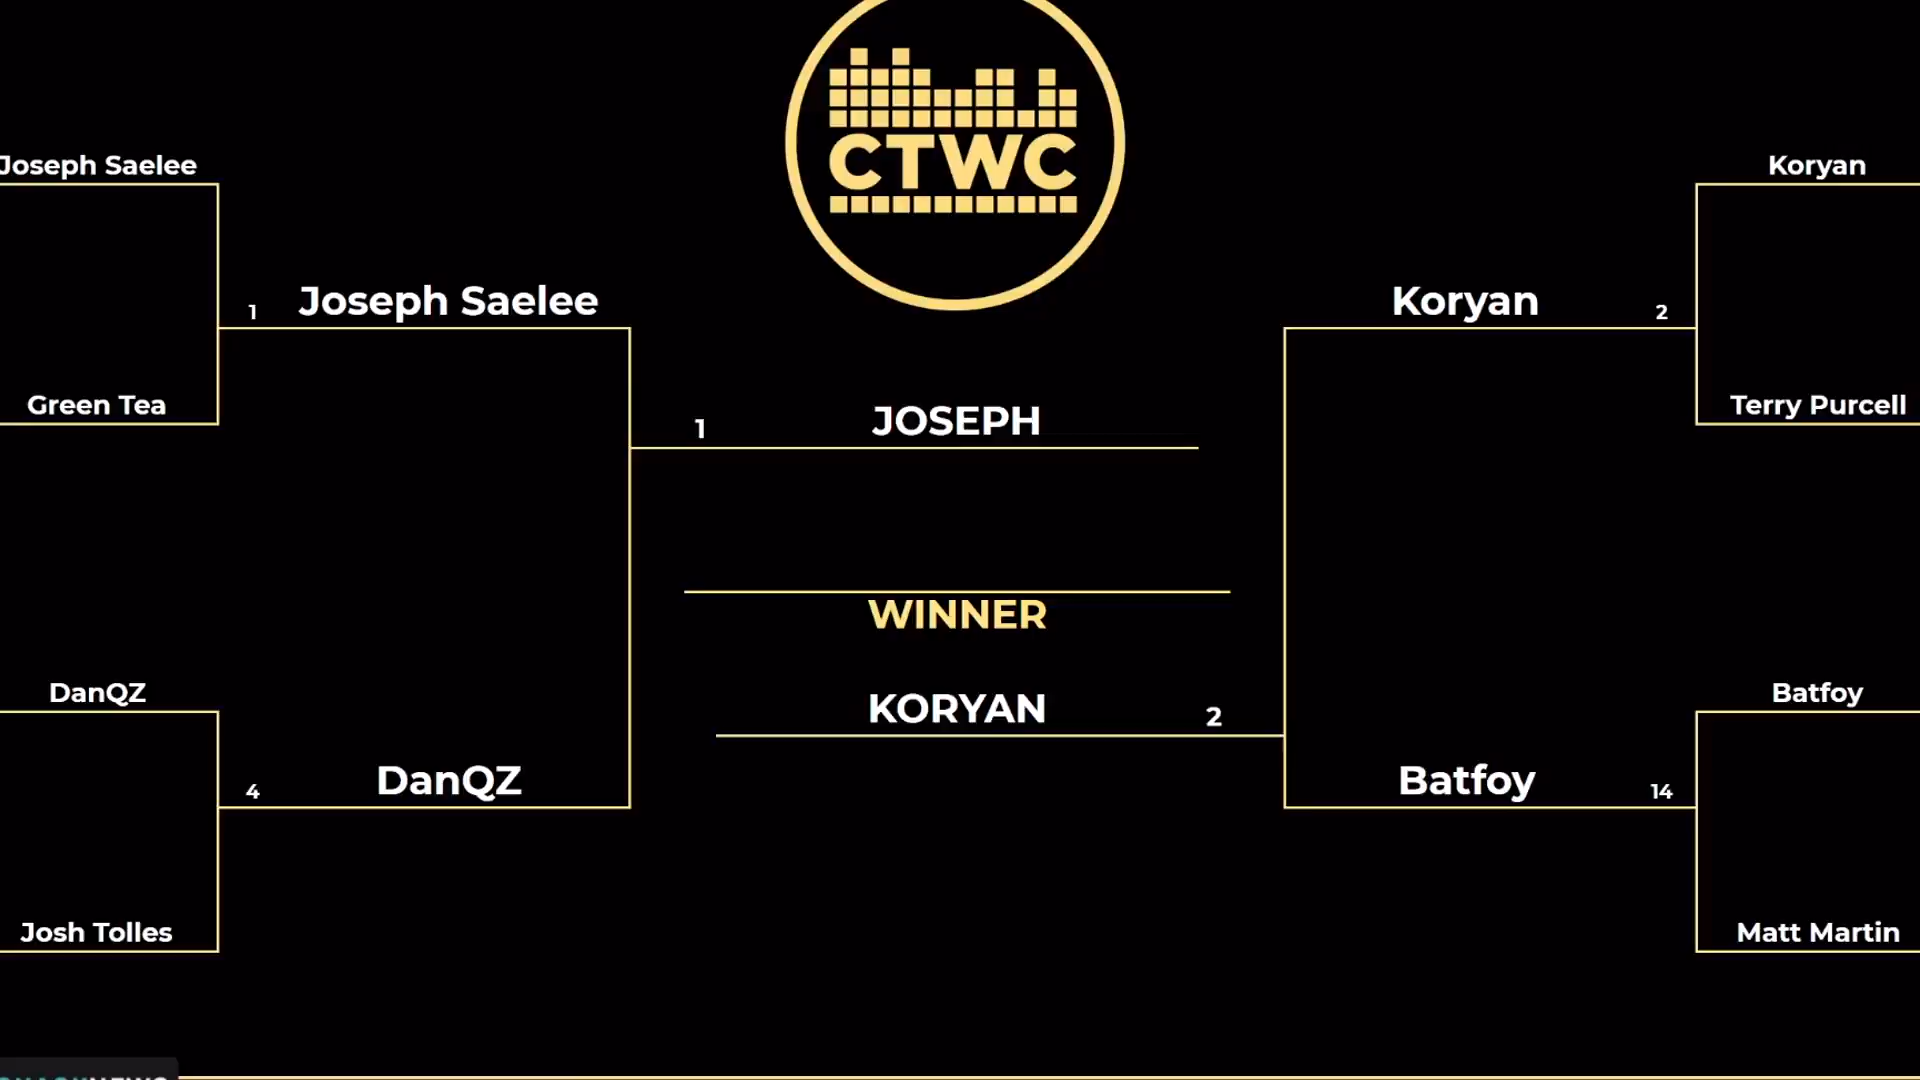 CTWC
Joseph Saelee
Koryan
1 Joseph Saelee
Koryan 2
Green Tea
Terry Purcell
1 JOSEPH
WINNER
KORYAN 2
DanQZ
Batfoy
4 DanQZ
Batfoy 14
Josh Tolles
Matt Martin